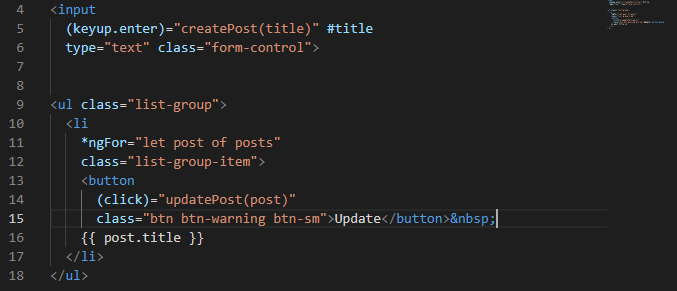 4 <input
5 (keyup.enter)="createPost(title)" #title
6 type="text" class="form-control">
7
8
9 <ul class="list-group">
10 <li
11 *ngFor="let post of posts"
12 class="list-group-item">
13 <button
14 (click)="updatePost(post)"
15 class="btn btn-warning btn-sm">Update</button>&nbsp;
16 {{ post.title }}
17 </li>
18 </ul>